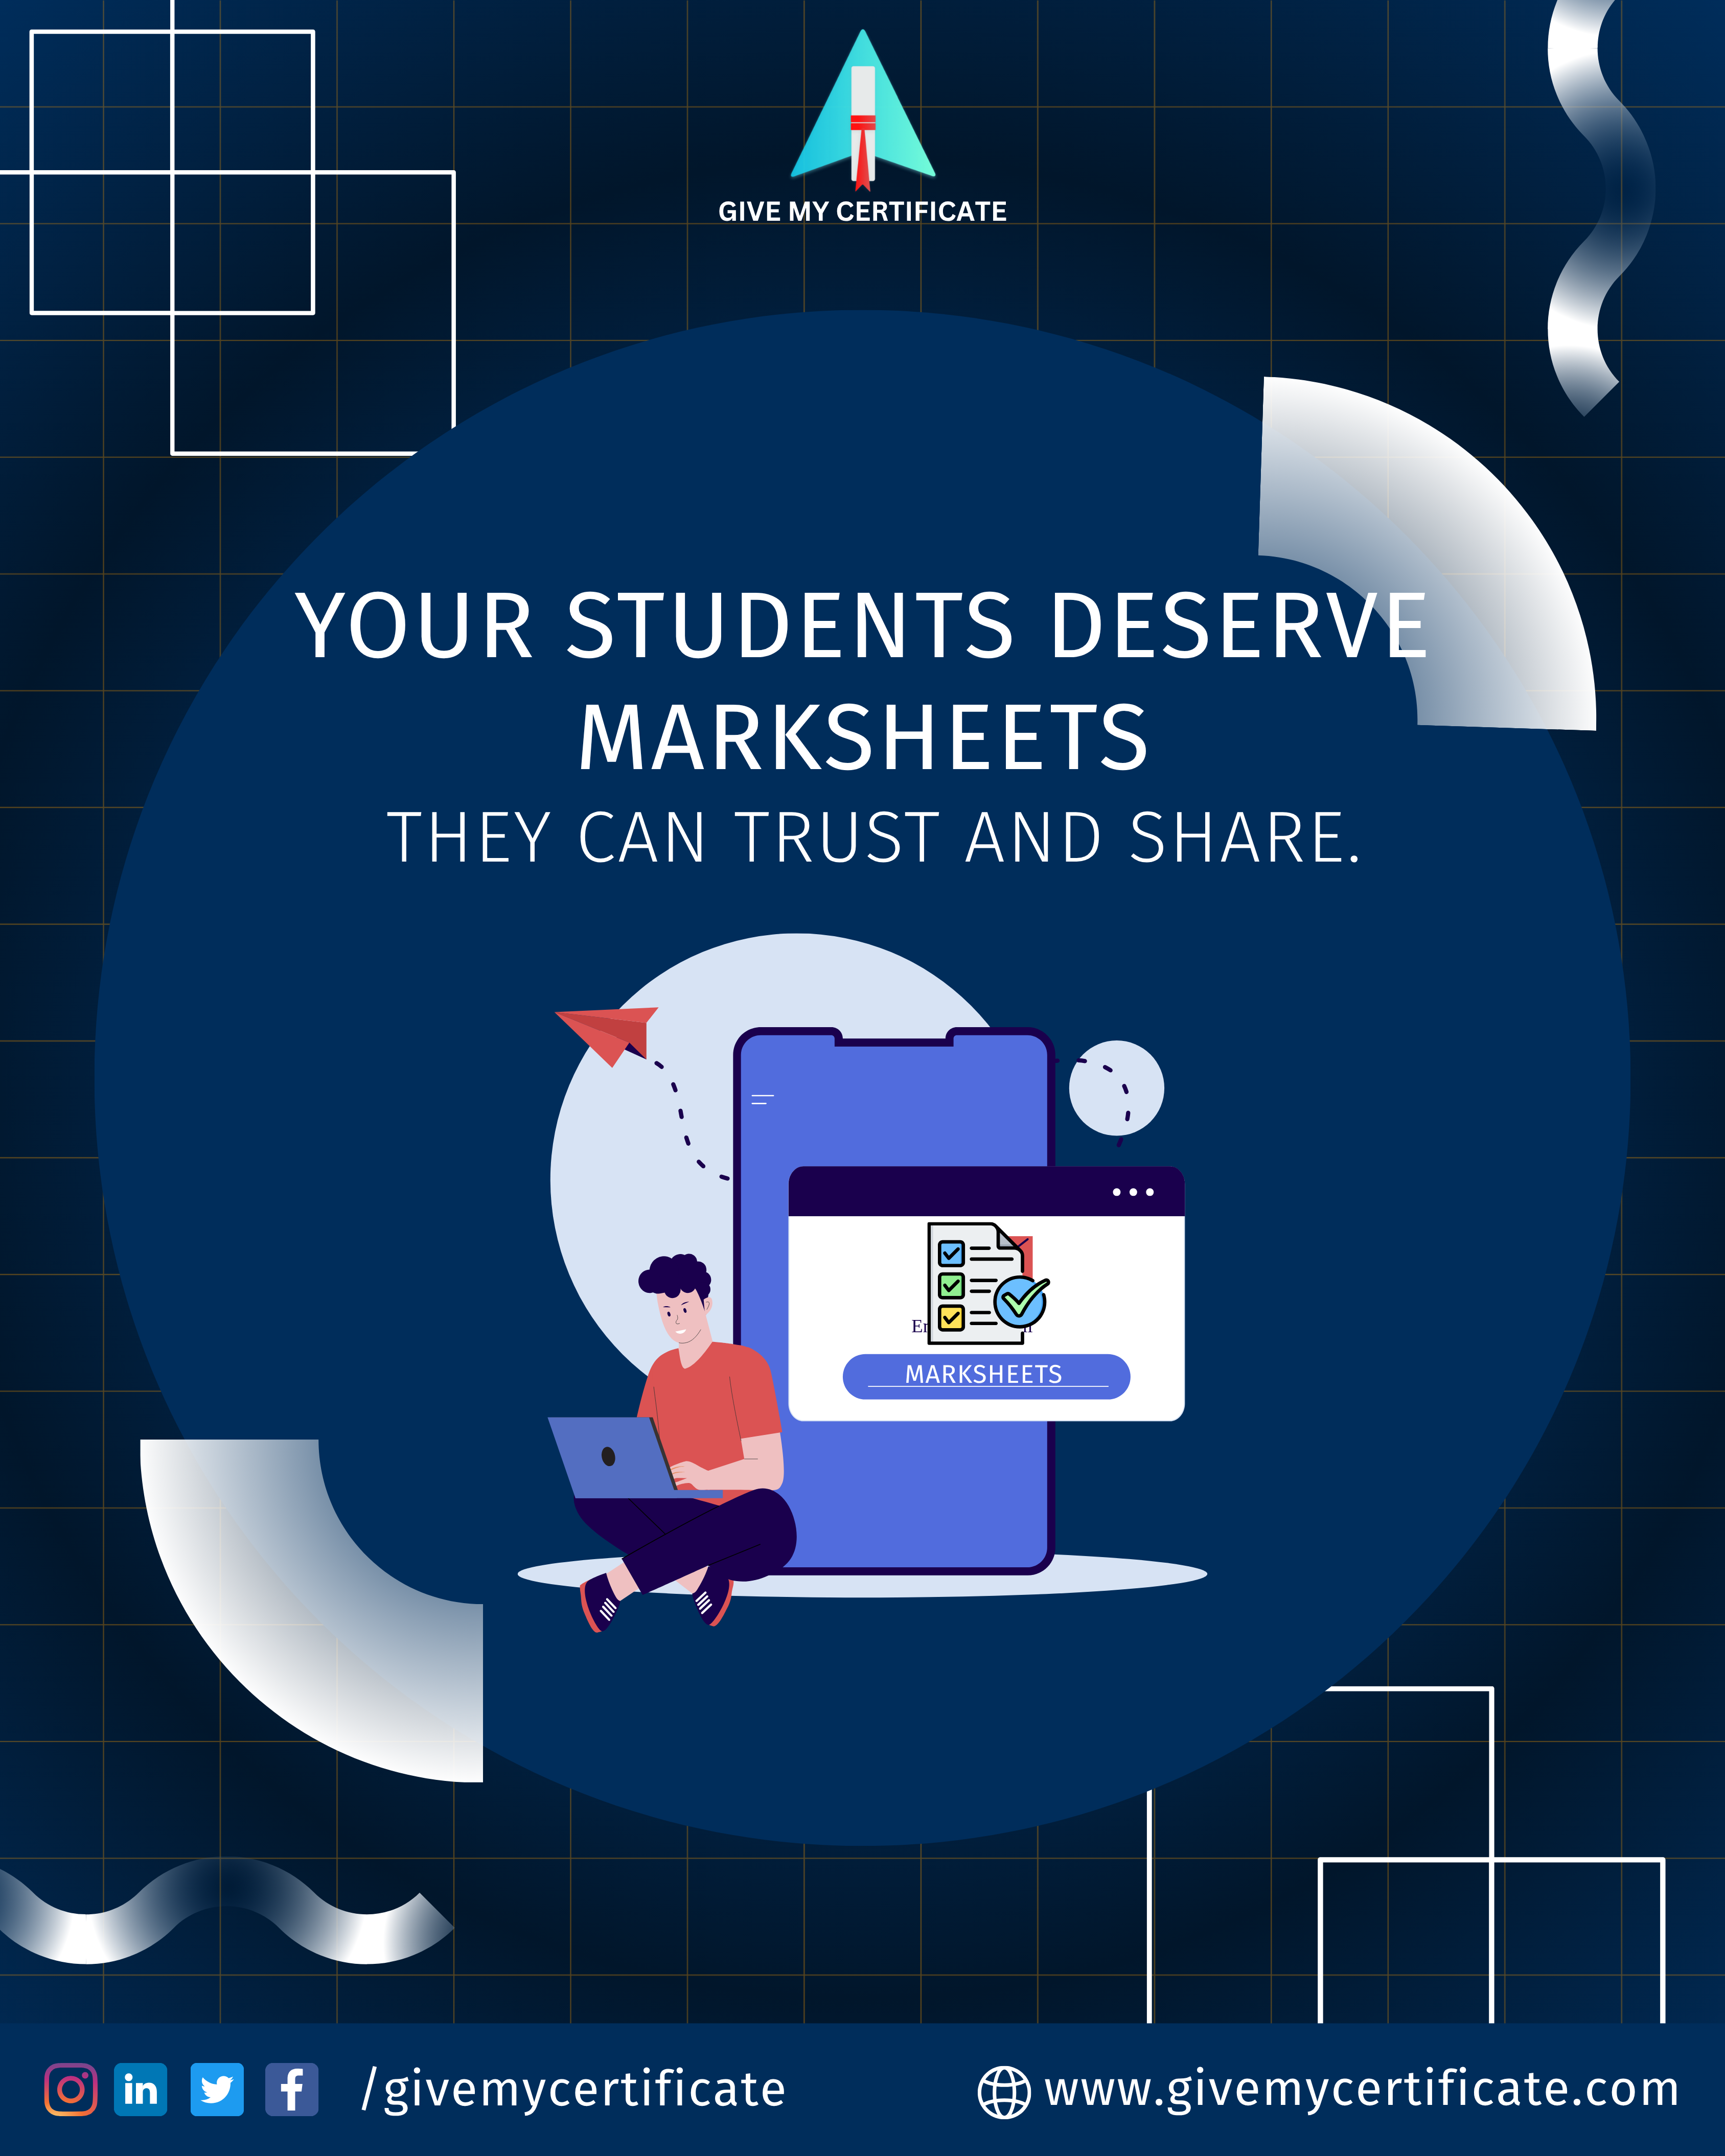 GIVE MY CERTIFICATE
YOUR STUDENTS DESERVE
MARKSHEETS
THEY CAN TRUST AND SHARE.
MARKSHEETS
/givemycertificate
www.givemycertificate.com